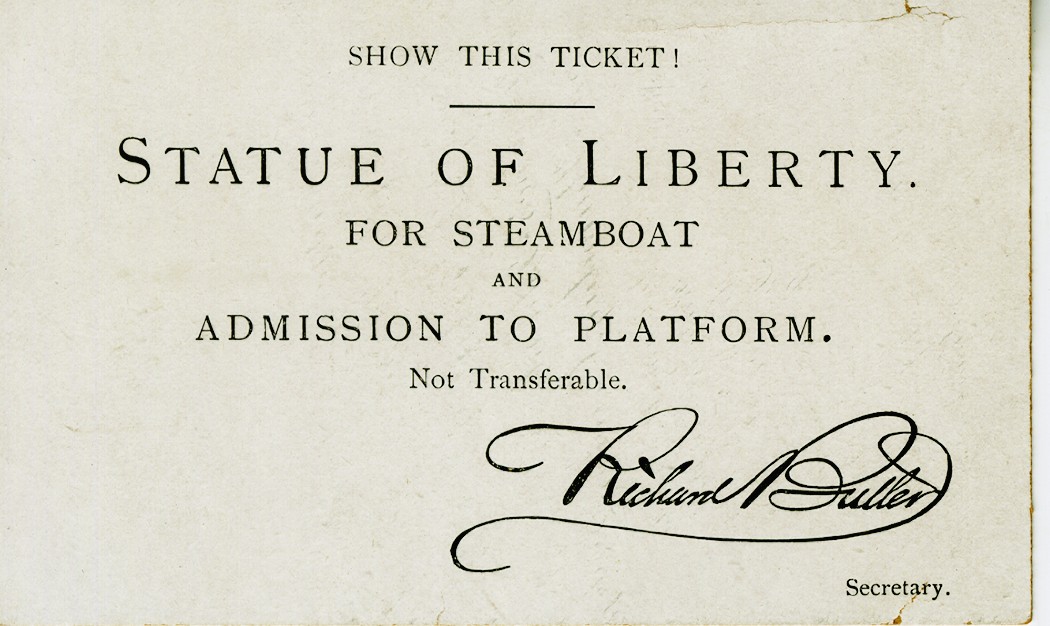 SHOW THIS TICKET!
STATUE OF LIBERTY.
FOR STEAMBOAT
AND
ADMISSION TO PLATFORM.
Not Transferable.
Richard Butler
Secretary.